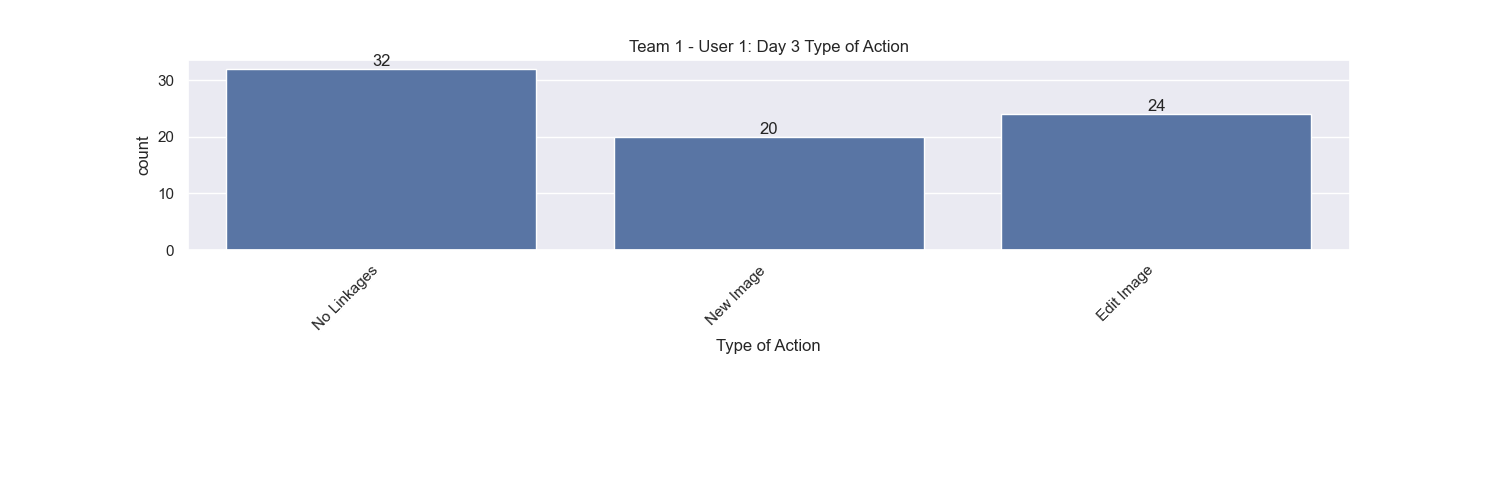 Team 1 - User 1: Day 3 Type of Action
32
30
24
20
20
count
10
0
No Linkages
New Image
Edit Image
Type of Action